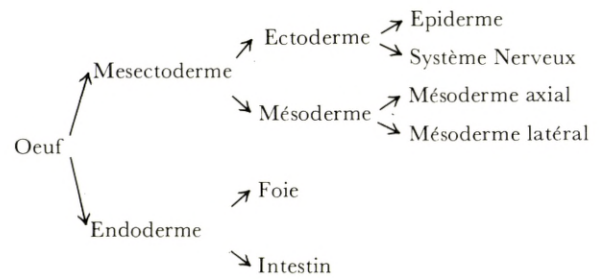 Epiderme
Ectoderme
Système Nerveux
Mesectoderme
Mésoderme axial
Mésoderme
Mésoderme latéral
Oeuf
Foie
Endoderme
Intestin